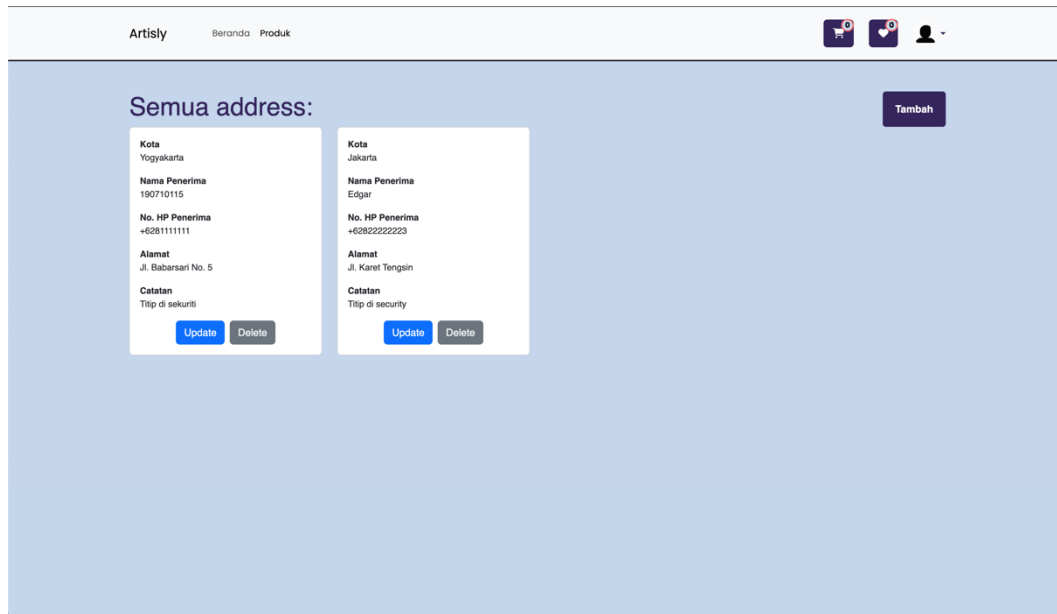 Artisly
Beranda Produk
0
0
Semua address:
Tambah
Kota
Yogyakarta
Nama Penerima
190710115
No. HP Penerima
+6281111111
Alamat
Jl. Babarsari No. 5
Catatan
Titip di sekuriti
Update Delete
Kota
Jakarta
Nama Penerima
Edgar
No. HP Penerima
+62822222223
Alamat
Jl. Karet Tengsin
Catatan
Titip di security
Update Delete